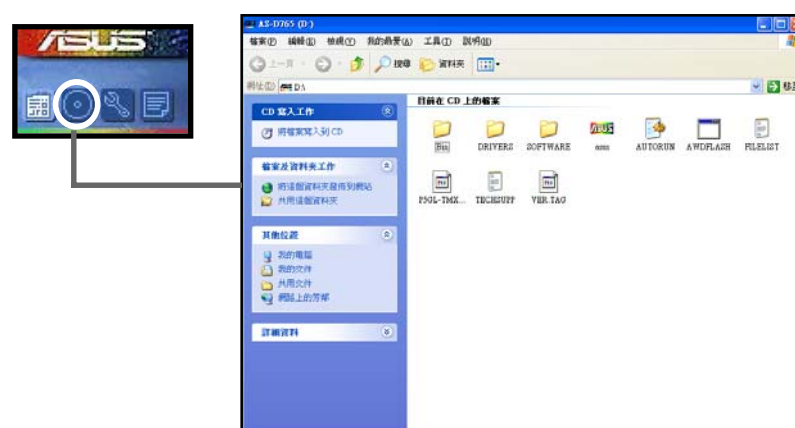 /ISUS
AS-D765 (D:)
檔案(F) 編輯(E) 檢視(V) 我的最愛(A) 工具(T) 說明(H)
上一頁 搜尋 資料夾
網址(D) D:\
CD 寫入工作
將檔案寫入到 CD
檔案及資料夾工作
將這個資料夾發佈到網站
共用這個資料夾
其他位置
我的電腦
我的文件
共用文件
網路上的芳鄰
詳細資料
目前在 CD 上的檔案
Bin DRIVERS SOFTWARE asus AUTORUN AWDFLASH FILELIST
P5GL-TMX... TECHSUPP VER.TAG